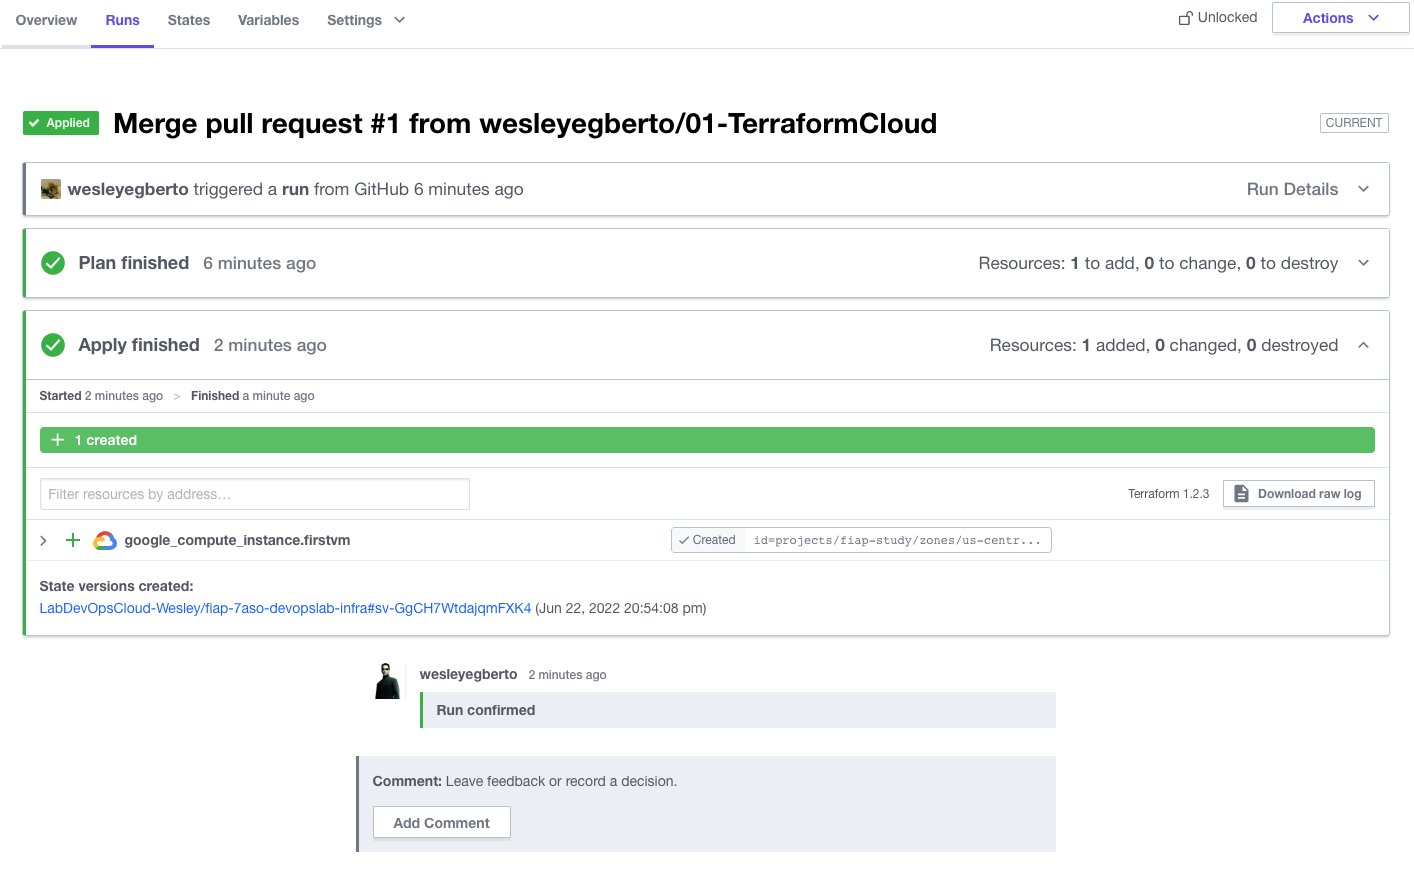 Overview Runs States Variables Settings Unlocked Actions
Applied Merge pull request #1 from wesleyegberto/01-TerraformCloud CURRENT
wesleyegberto triggered a run from GitHub 6 minutes ago Run Details
Plan finished 6 minutes ago Resources: 1 to add, 0 to change, 0 to destroy
Apply finished 2 minutes ago Resources: 1 added, 0 changed, 0 destroyed
Started 2 minutes ago > Finished a minute ago
+ 1 created
Filter resources by address... Terraform 1.2.3 Download raw log
google_compute_instance.firstvm Created id=projects/fiap-study/zones/us-centr...
State versions created:
LabDevOpsCloud-Wesley/fiap-7aso-devopslab-infra#sv-GgCH7WtdajqmFXK4 (Jun 22, 2022 20:54:08 pm)
wesleyegberto 2 minutes ago
Run confirmed
Comment: Leave feedback or record a decision.
Add Comment